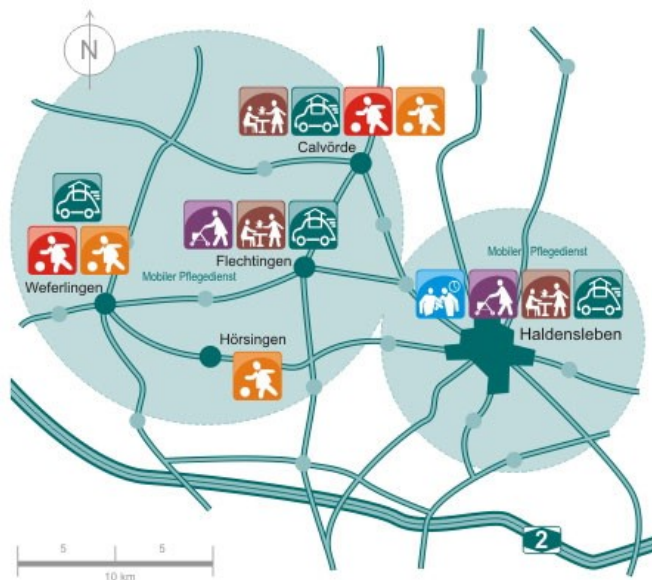 N
Calvörde
Flechtingen
Mobiler Pflegedienst
Weferlingen
Mobiler Pflegedienst
Haldensleben
Hörsingen
2
5 5
10 km